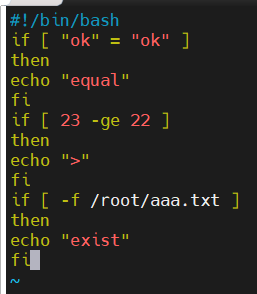 #!/bin/bash
if [ "ok" = "ok" ]
then
echo "equal"
fi
if [ 23 -ge 22 ]
then
echo ">"
fi
if [ -f /root/aaa.txt ]
then
echo "exist"
fi
~